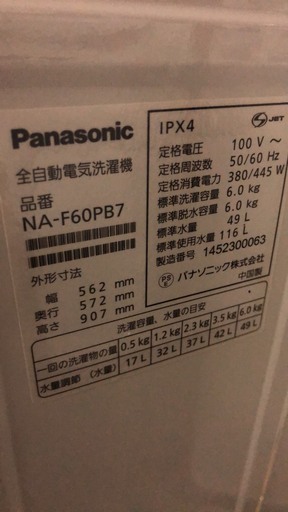 Panasonic
全自動電気洗濯機
品番
NA-F60PB7
外形寸法
幅 562 mm
奥行 572 mm
高さ 907 mm
IPX4
JET
定格電圧 100 V ～
定格周波数 50/60 Hz
定格消費電力 380/445 W
標準洗濯容量 6.0 kg
標準脱水容量 6.0 kg
標準水量 49 L
標準使用水量 116 L
製造番号 1452300063
PS E パナソニック株式会社
中国製
洗濯容量、水量の目安
一回の洗濯物の量 0.5 kg 1.2 kg 2.3 kg 3.5 kg 6.0 kg
水量調節 (水量) 17 L 32 L 37 L 42 L 49 L